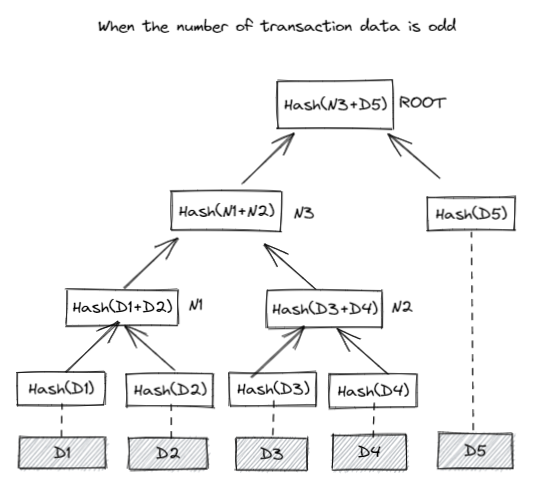 When the number of transaction data is odd
Hash(N3+D5) ROOT
Hash(N1+N2) N3
Hash(D5)
Hash(D1+D2) N1
Hash(D3+D4) N2
Hash(D1)
Hash(D2)
Hash(D3)
Hash(D4)
D1
D2
D3
D4
D5